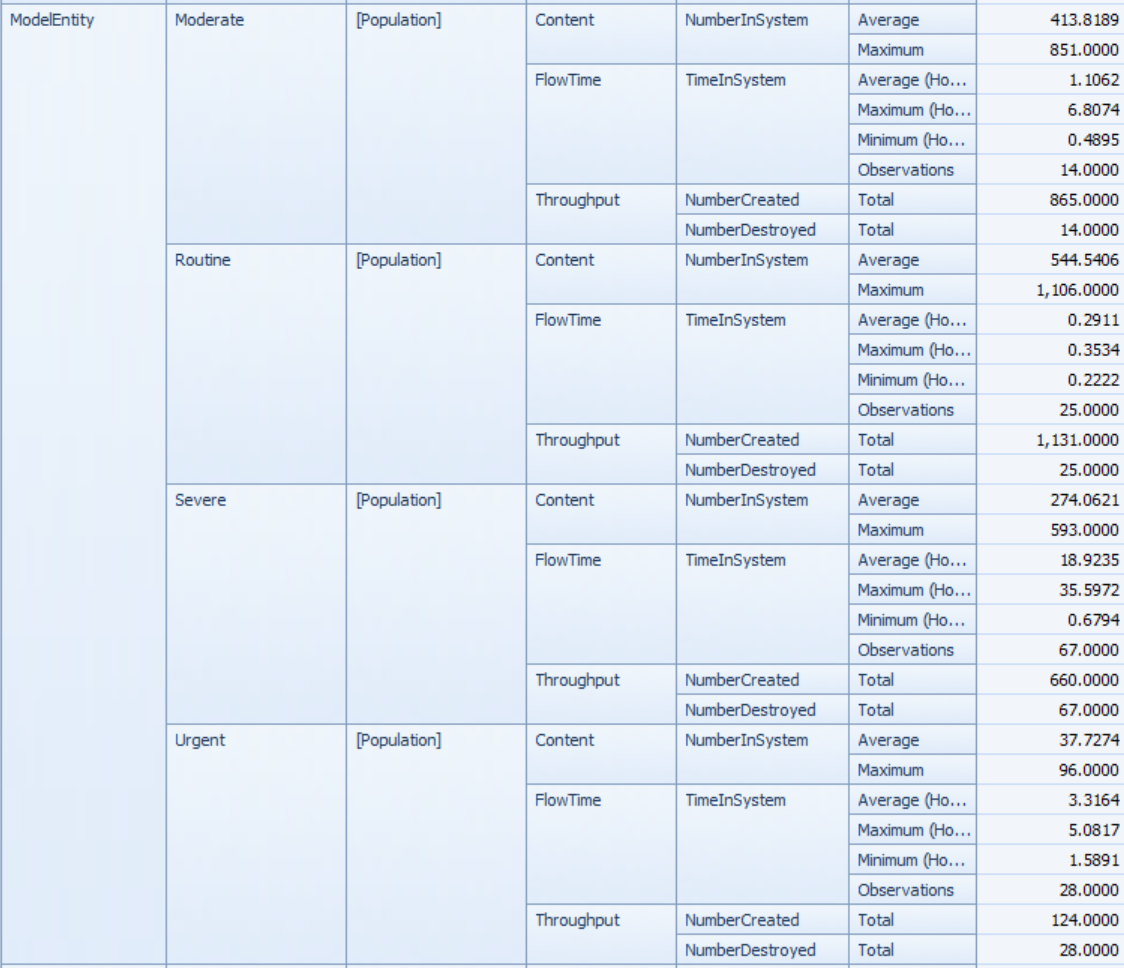 ModelEntity Moderate [Population] Content NumberInSystem Average 413.8189
Maximum 851.0000
FlowTime TimeInSystem Average (Ho... 1.1062
Maximum (Ho... 6.8074
Minimum (Ho... 0.4895
Observations 14.0000
Throughput NumberCreated Total 865.0000
NumberDestroyed Total 14.0000
Routine [Population] Content NumberInSystem Average 544.5406
Maximum 1,106.0000
FlowTime TimeInSystem Average (Ho... 0.2911
Maximum (Ho... 0.3534
Minimum (Ho... 0.2222
Observations 25.0000
Throughput NumberCreated Total 1,131.0000
NumberDestroyed Total 25.0000
Severe [Population] Content NumberInSystem Average 274.0621
Maximum 593.0000
FlowTime TimeInSystem Average (Ho... 18.9235
Maximum (Ho... 35.5972
Minimum (Ho... 0.6794
Observations 67.0000
Throughput NumberCreated Total 660.0000
NumberDestroyed Total 67.0000
Urgent [Population] Content NumberInSystem Average 37.7274
Maximum 96.0000
FlowTime TimeInSystem Average (Ho... 3.3164
Maximum (Ho... 5.0817
Minimum (Ho... 1.5891
Observations 28.0000
Throughput NumberCreated Total 124.0000
NumberDestroyed Total 28.0000